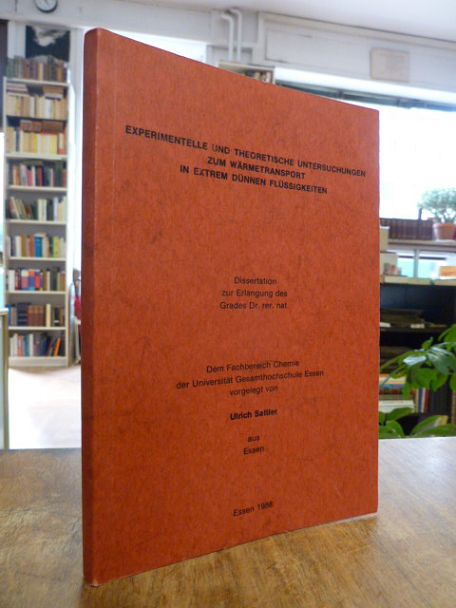 EXPERIMENTELLE UND THEORETISCHE UNTERSUCHUNGEN
ZUM WÄRMETRANSPORT
IN EXTREM DÜNNEN FLÜSSIGKEITEN
Dissertation
zur Erlangung des
Grades Dr. rer. nat.
Dem Fachbereich Chemie
der Universität Gesamthochschule Essen
vorgelegt von
Ulrich Sattler
aus
Essen
Essen 1986